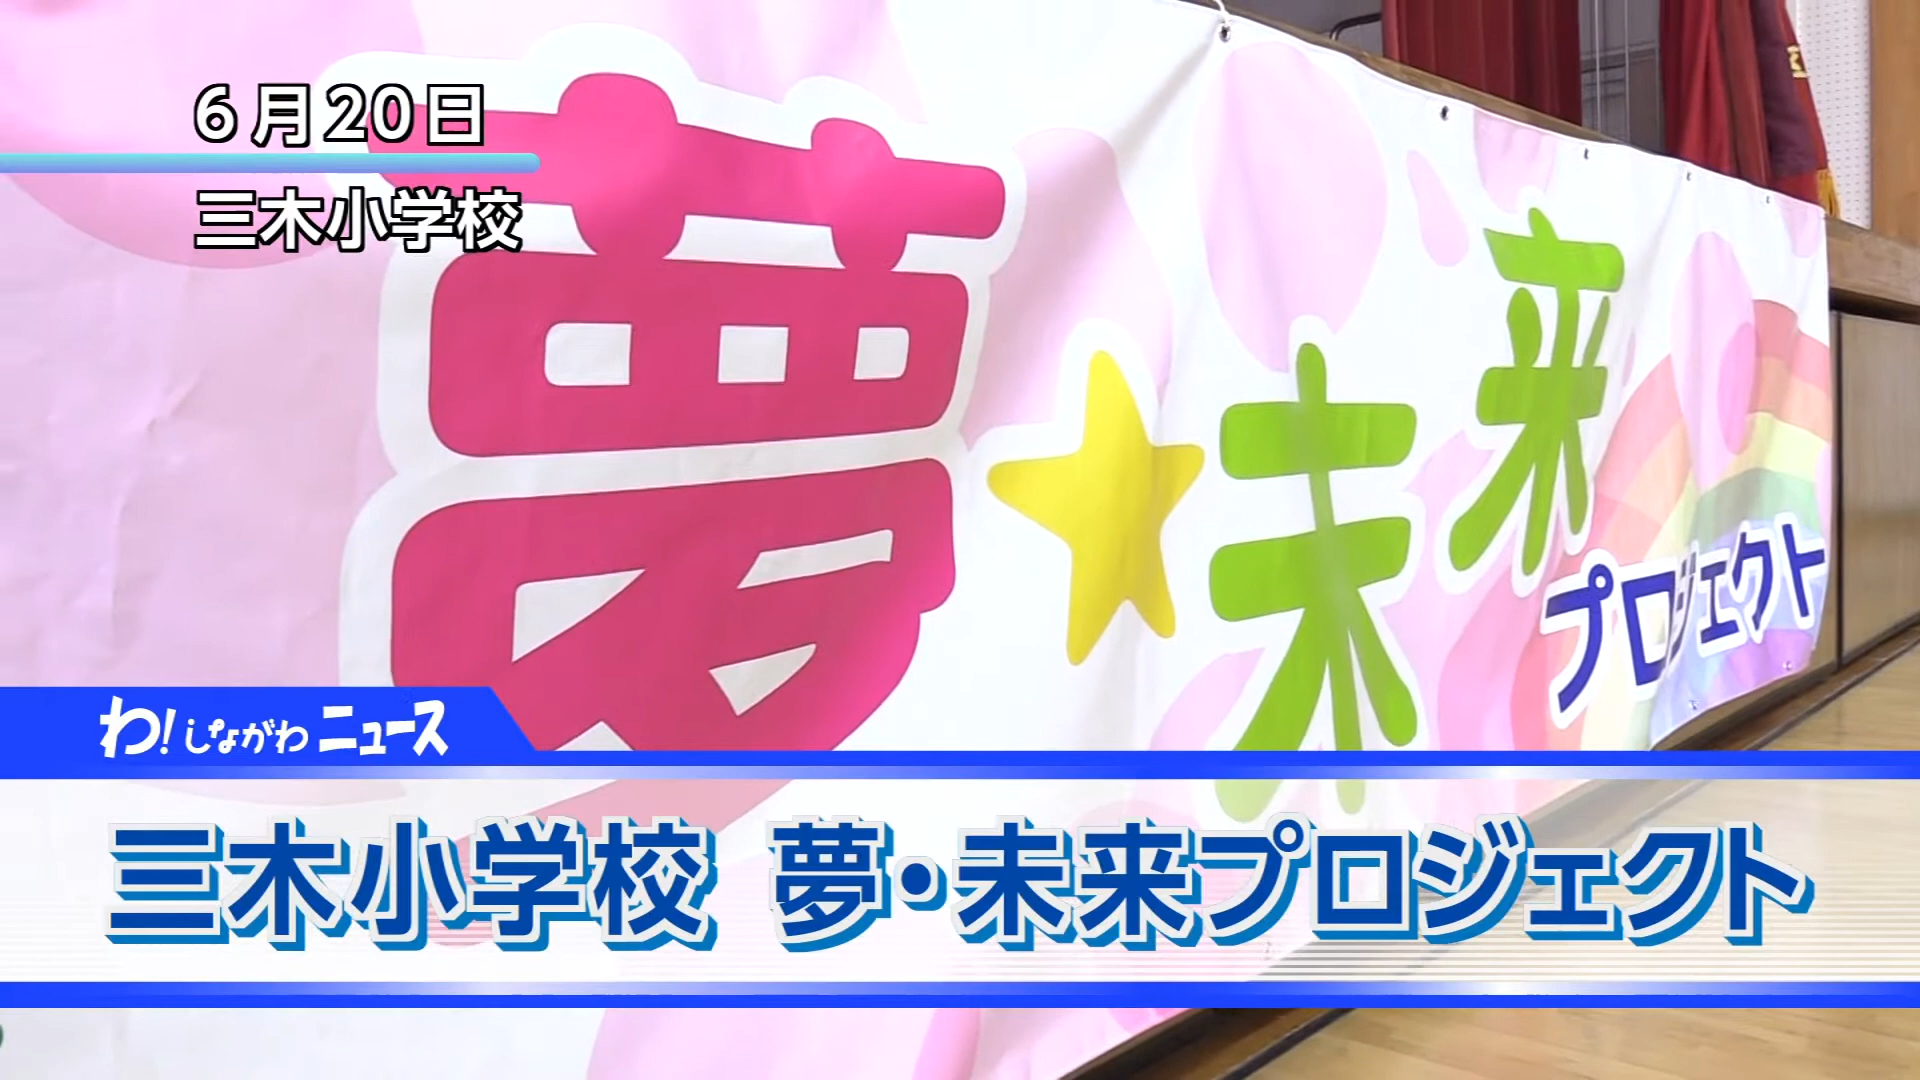 6月20日
三木小学校
夢★未来
プロジェクト
わ!しながわニュース
三木小学校 夢・未来プロジェクト